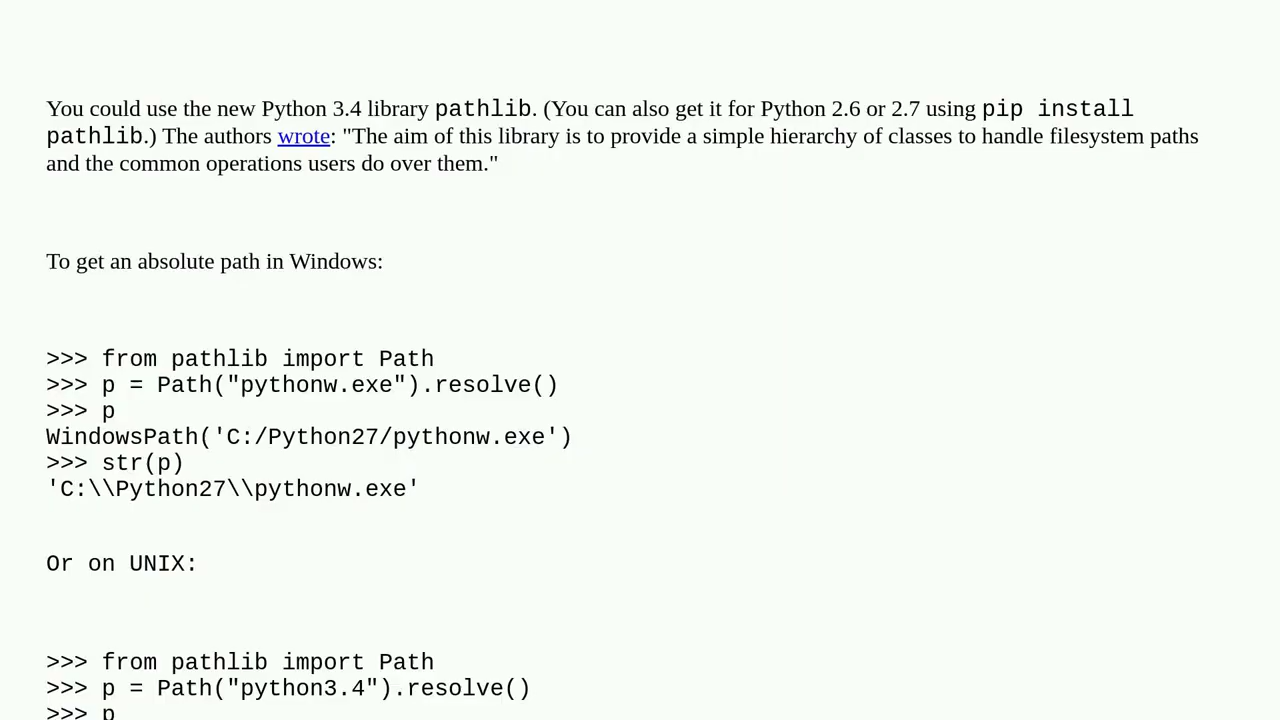 You could use the new Python 3.4 library pathlib. (You can also get it for Python 2.6 or 2.7 using pip install
pathlib.) The authors wrote: "The aim of this library is to provide a simple hierarchy of classes to handle filesystem paths
and the common operations users do over them."
To get an absolute path in Windows:
>>> from pathlib import Path
>>> p = Path("pythonw.exe").resolve()
>>> p
WindowsPath('C:/Python27/pythonw.exe')
>>> str(p)
'C:\\Python27\\pythonw.exe'
Or on UNIX:
>>> from pathlib import Path
>>> p = Path("python3.4").resolve()
>>> p